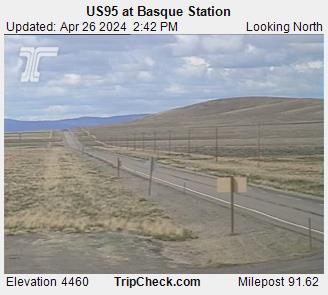 US95 at Basque Station
Updated: Apr 26 2024 2:42 PM Looking North
Elevation 4460 TripCheck.com Milepost 91.62